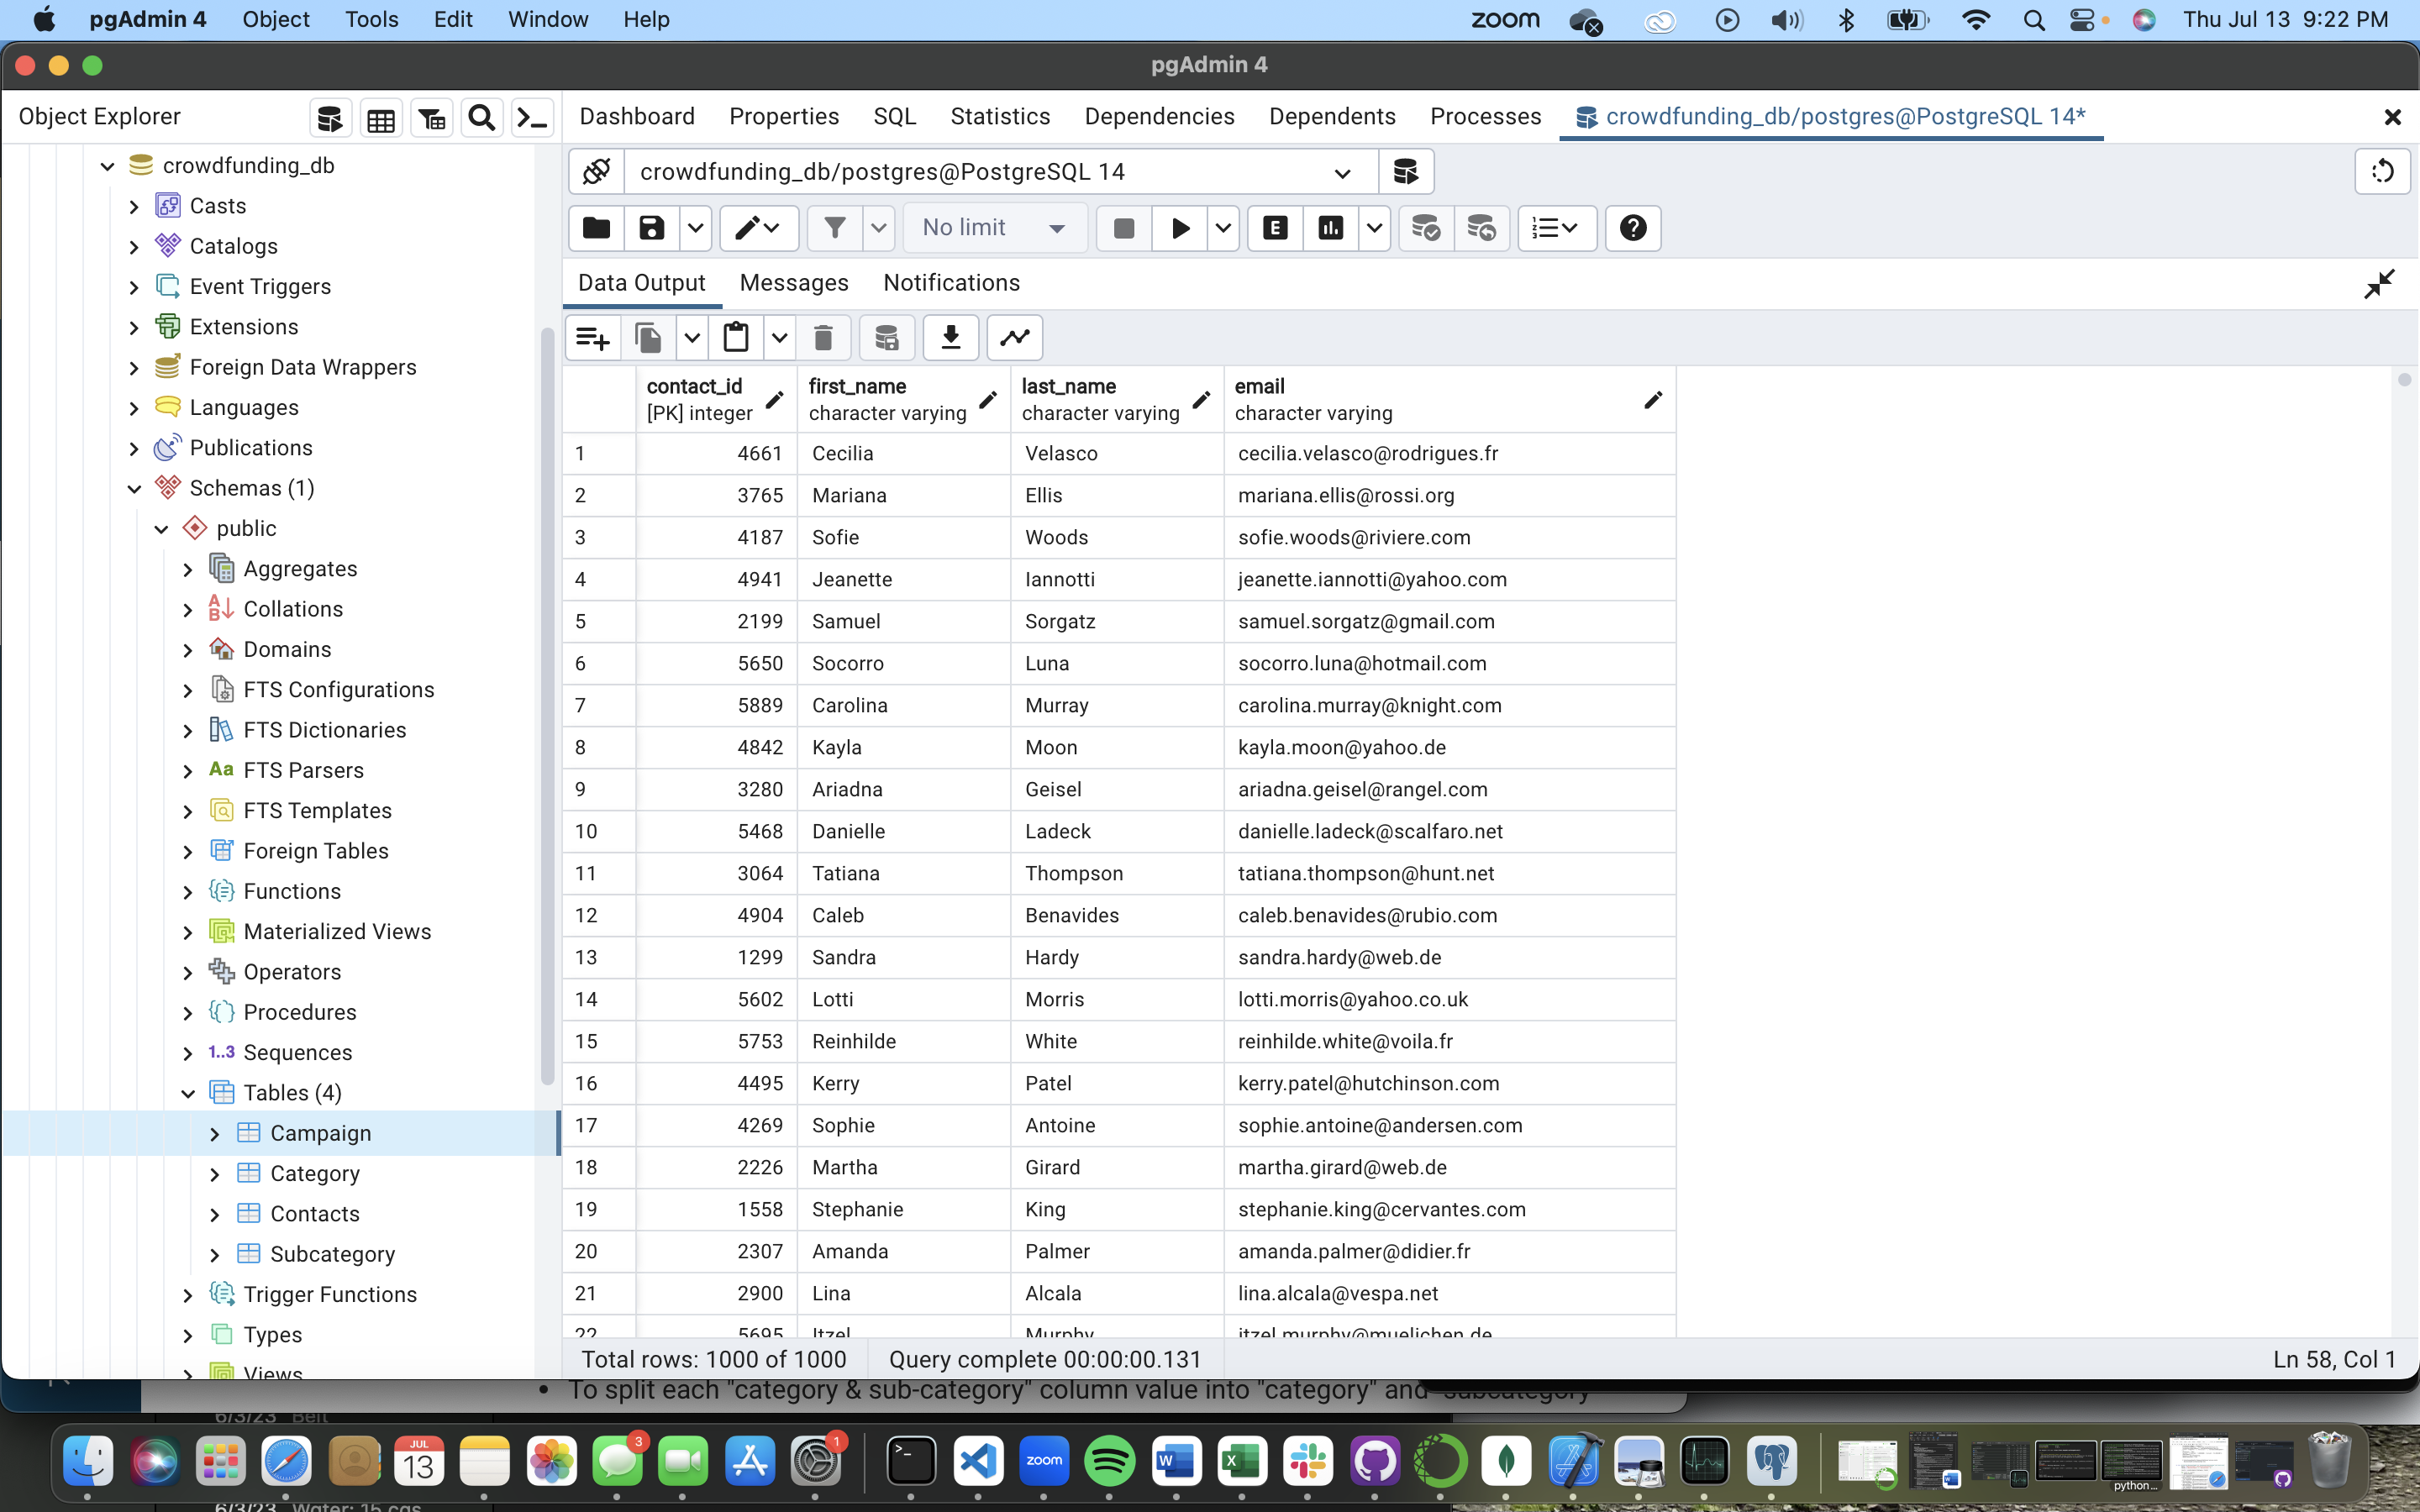 pgAdmin 4 Object Tools Edit Window Help zoom Thu Jul 13 9:22 PM
pgAdmin 4
Object Explorer
Dashboard Properties SQL Statistics Dependencies Dependents Processes crowdfunding_db/postgres@PostgreSQL 14*
crowdfunding_db/postgres@PostgreSQL 14
No limit
E
Data Output Messages Notifications
crowdfunding_db
Casts
Catalogs
Event Triggers
Extensions
Foreign Data Wrappers
Languages
Publications
Schemas (1)
public
Aggregates
Collations
Domains
FTS Configurations
FTS Dictionaries
Aa FTS Parsers
FTS Templates
Foreign Tables
Functions
Materialized Views
Operators
Procedures
1..3 Sequences
Tables (4)
Campaign
Category
Contacts
Subcategory
Trigger Functions
Types
Views
contact_id first_name last_name email
[PK] integer character varying character varying character varying
1 4661 Cecilia Velasco cecilia.velasco@rodrigues.fr
2 3765 Mariana Ellis mariana.ellis@rossi.org
3 4187 Sofie Woods sofie.woods@riviere.com
4 4941 Jeanette Iannotti jeanette.iannotti@yahoo.com
5 2199 Samuel Sorgatz samuel.sorgatz@gmail.com
6 5650 Socorro Luna socorro.luna@hotmail.com
7 5889 Carolina Murray carolina.murray@knight.com
8 4842 Kayla Moon kayla.moon@yahoo.de
9 3280 Ariadna Geisel ariadna.geisel@rangel.com
10 5468 Danielle Ladeck danielle.ladeck@scalfaro.net
11 3064 Tatiana Thompson tatiana.thompson@hunt.net
12 4904 Caleb Benavides caleb.benavides@rubio.com
13 1299 Sandra Hardy sandra.hardy@web.de
14 5602 Lotti Morris lotti.morris@yahoo.co.uk
15 5753 Reinhilde White reinhilde.white@voila.fr
16 4495 Kerry Patel kerry.patel@hutchinson.com
17 4269 Sophie Antoine sophie.antoine@andersen.com
18 2226 Martha Girard martha.girard@web.de
19 1558 Stephanie King stephanie.king@cervantes.com
20 2307 Amanda Palmer amanda.palmer@didier.fr
21 2900 Lina Alcala lina.alcala@vespa.net
22 5695 Itzel Murphy itzel.murphy@muelichen.de
Total rows: 1000 of 1000 Query complete 00:00:00.131 Ln 58, Col 1
• To split each "category & sub-category" column value into "category" and "subcategory"
6/3/23 Belt
JUL
13
3
1
zoom
W
X
python...
6/3/23 Water: 15 cgs